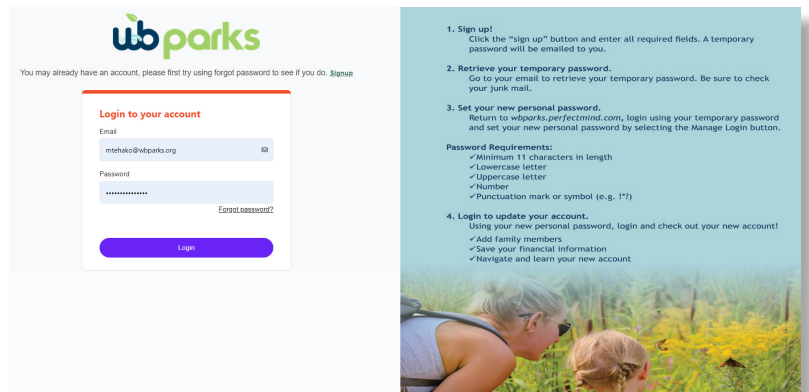 wb parks
You may already have an account, please first try using forgot password to see if you do. Signup
Login to your account
Email
mtehako@wbparks.org
Password
•••••••••••••••
Forgot password?
Login
1. Sign up!
Click the “sign up” button and enter all required fields. A temporary
password will be emailed to you.
2. Retrieve your temporary password.
Go to your email to retrieve your temporary password. Be sure to check
your junk mail.
3. Set your new personal password.
Return to wbparks.perfectmind.com, login using your temporary password
and set your new personal password by selecting the Manage Login button.
Password Requirements:
✓Minimum 11 characters in length
✓Lowercase letter
✓Uppercase letter
✓Number
✓Punctuation mark or symbol (e.g. !*?)
4. Login to update your account.
Using your new personal password, login and check out your new account!
✓Add family members
✓Save your financial information
✓Navigate and learn your new account